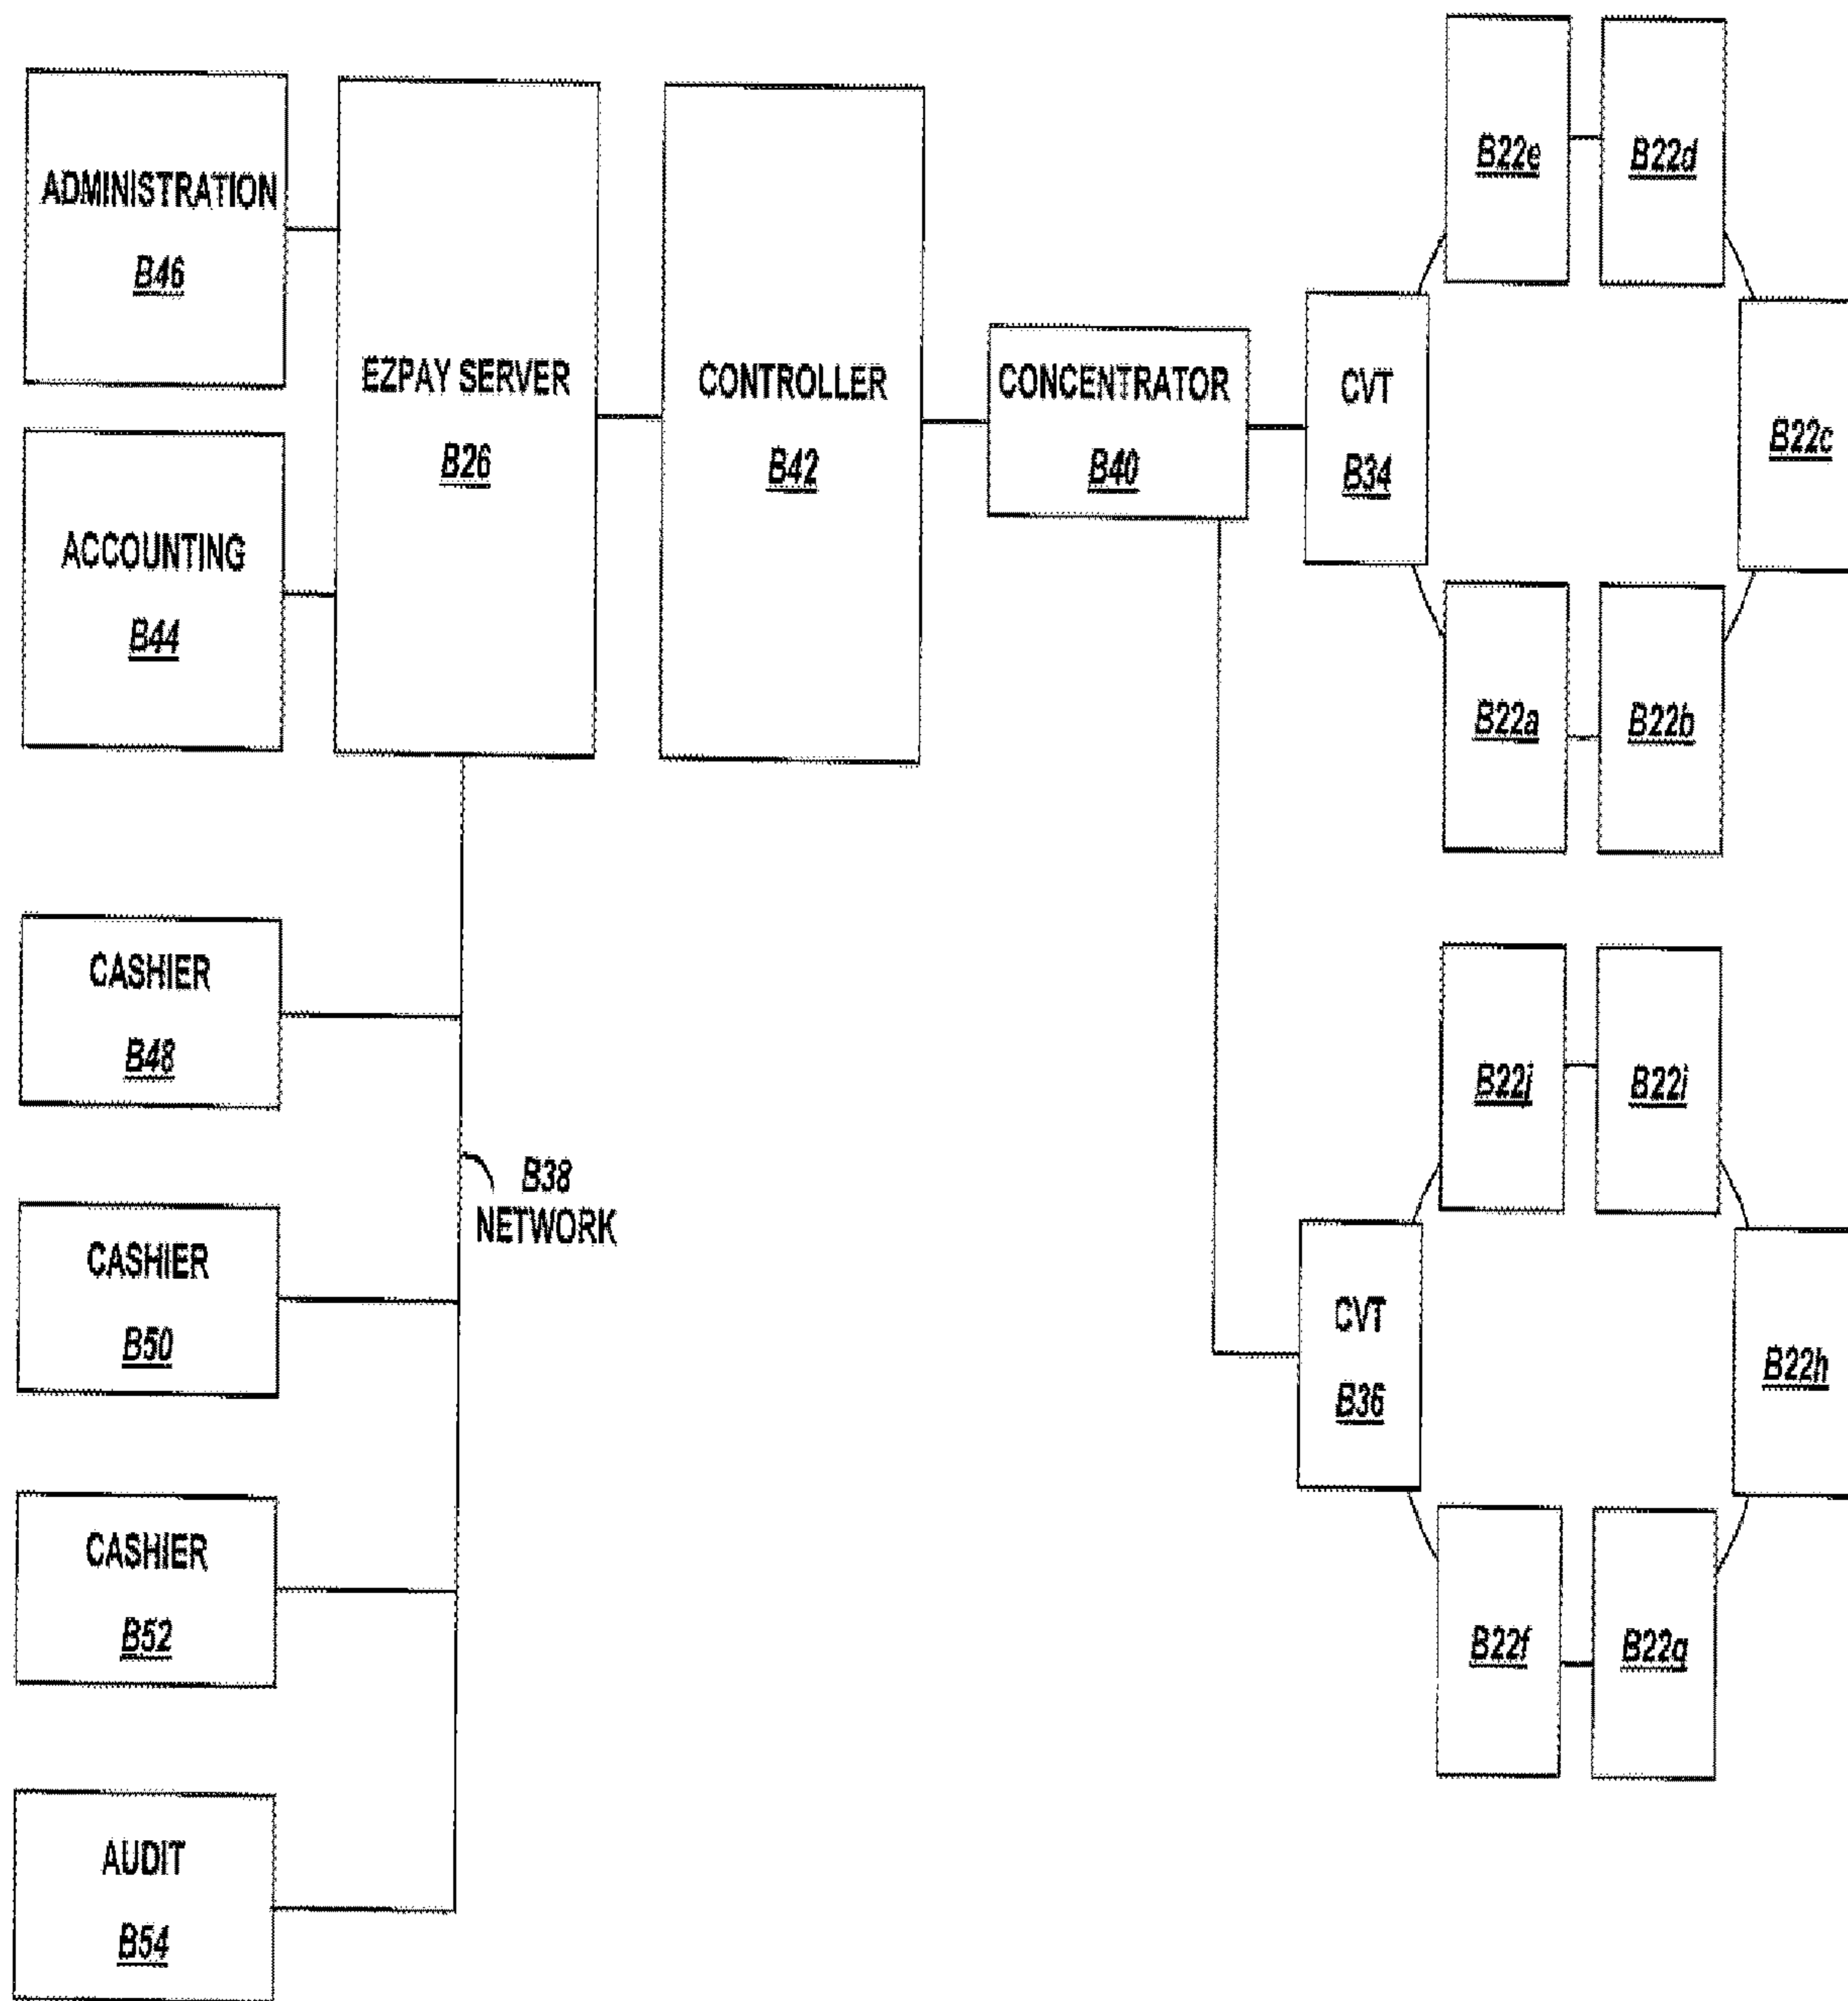 ADMINISTRATION
B46
ACCOUNTING
B44
EZPAY SERVER
B26
CONTROLLER
B42
CONCENTRATOR
B40
CVT
B34
B22e
B22d
B22c
B22a
B22b
CASHIER
B48
CASHIER
B50
CASHIER
B52
AUDIT
B54
B38
NETWORK
CVT
B36
B22j
B22i
B22h
B22f
B22g